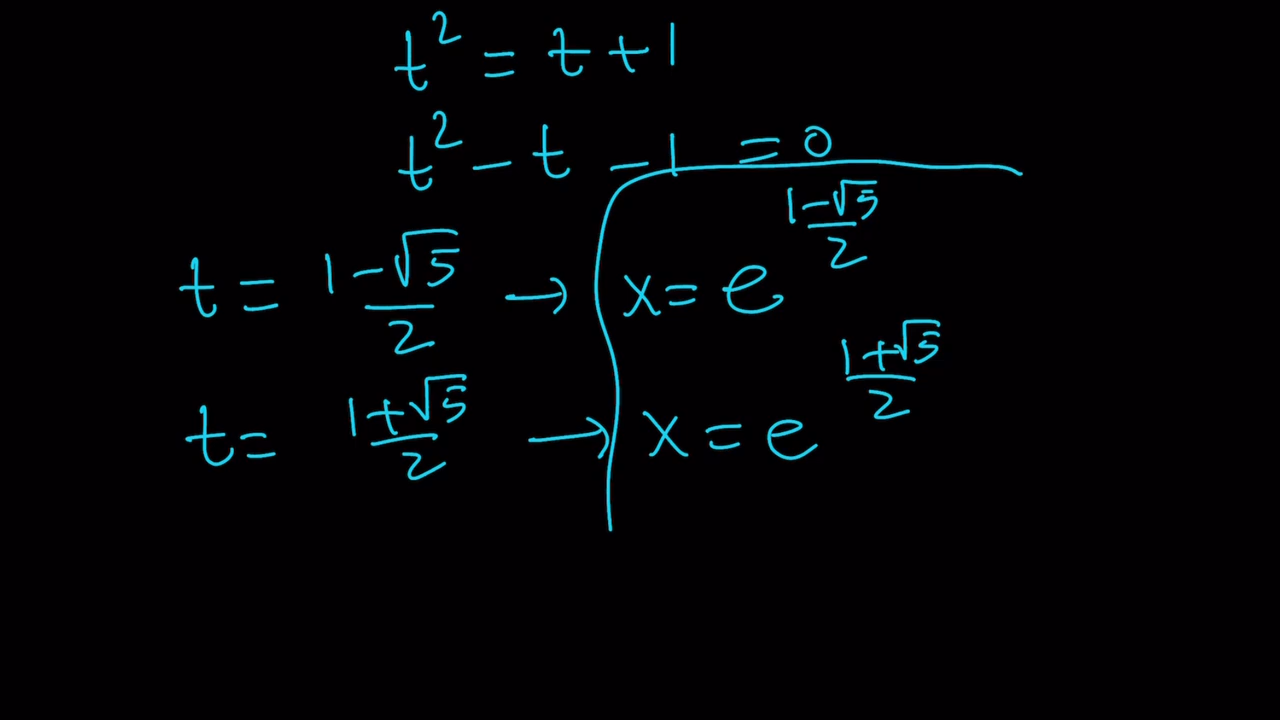 t² = t + 1
t² - t - 1 = 0
t = (1-√5)/2 → x = e^((1-√5)/2)
t = (1+√5)/2 → x = e^((1+√5)/2)